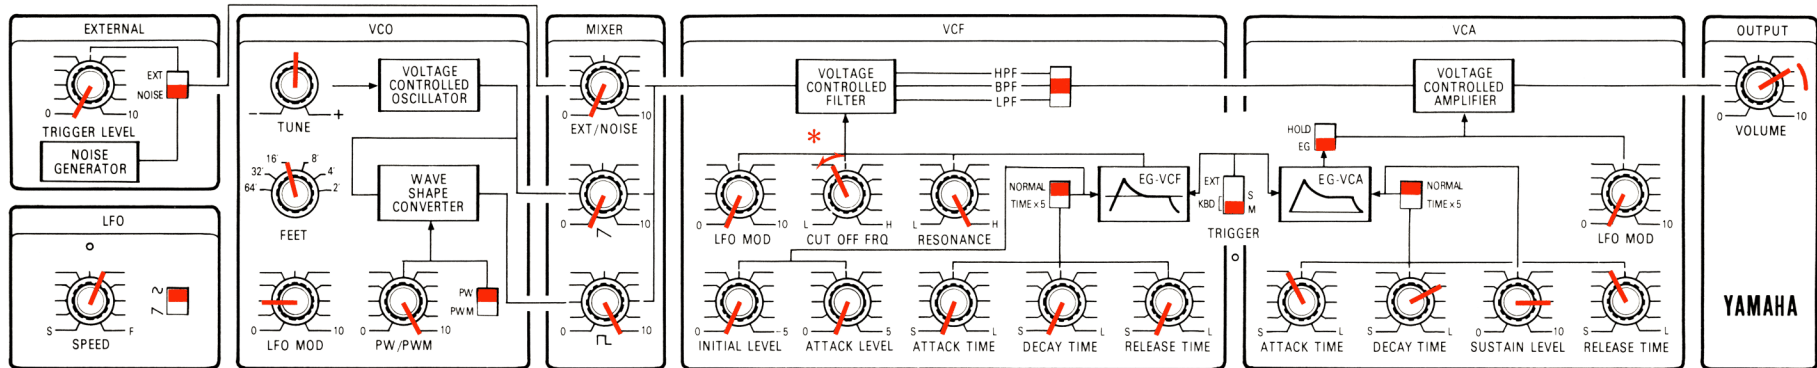 EXTERNAL
EXT
NOISE
0
10
TRIGGER LEVEL
NOISE
GENERATOR
LFO
S
F
SPEED
VCO
-
+
TUNE
VOLTAGE
CONTROLLED
OSCILLATOR
64'
32'
16'
8'
4'
2'
FEET
WAVE
SHAPE
CONVERTER
0
10
LFO MOD
0
10
PW/PWM
PW
PWM
MIXER
0
10
EXT/NOISE
0
10
0
10
VCF
VOLTAGE
CONTROLLED
FILTER
HPF
BPF
LPF
*
0
10
LFO MOD
L
H
CUT OFF FRQ
L
H
RESONANCE
NORMAL
TIME x 5
EG-VCF
0
-5
INITIAL LEVEL
0
5
ATTACK LEVEL
S
L
ATTACK TIME
S
L
DECAY TIME
S
L
RELEASE TIME
EXT
KBD
S
M
TRIGGER
VCA
VOLTAGE
CONTROLLED
AMPLIFIER
HOLD
EG
EG-VCA
NORMAL
TIME x 5
0
10
LFO MOD
S
L
ATTACK TIME
S
L
DECAY TIME
0
10
SUSTAIN LEVEL
S
L
RELEASE TIME
OUTPUT
0
10
VOLUME
YAMAHA